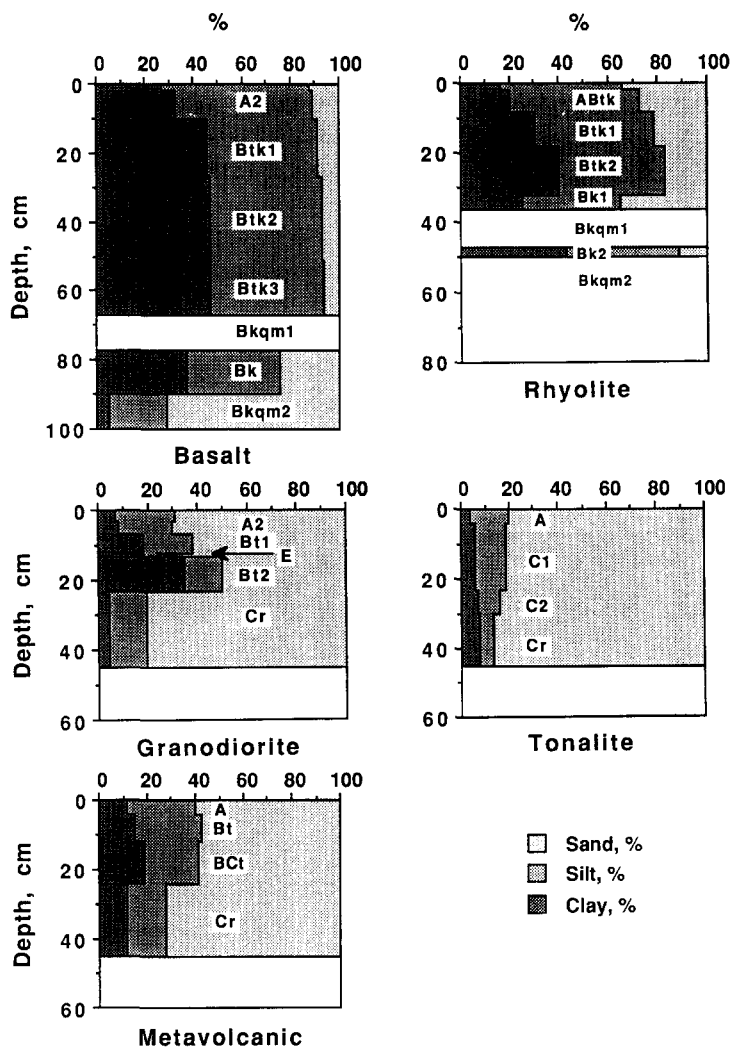 %
%
0 20 40 60 80 100
0 20 40 60 80 100
0
20
40
60
80
100
Depth, cm
A2
Btk1
Btk2
Btk3
Bkqm1
Bk
Bkqm2
Basalt
0
20
40
60
80
ABtk
Btk1
Btk2
Bk1
Bkqm1
Bk2
Bkqm2
Rhyolite
0 20 40 60 80 100
0
20
40
60
Depth, cm
A2
Bt1
E
Bt2
Cr
Granodiorite
0 20 40 60 80 100
0
20
40
60
A
C1
C2
Cr
Tonalite
0 20 40 60 80 100
0
20
40
60
Depth, cm
A
Bt
BCt
Cr
Metavolcanic
Sand, %
Silt, %
Clay, %